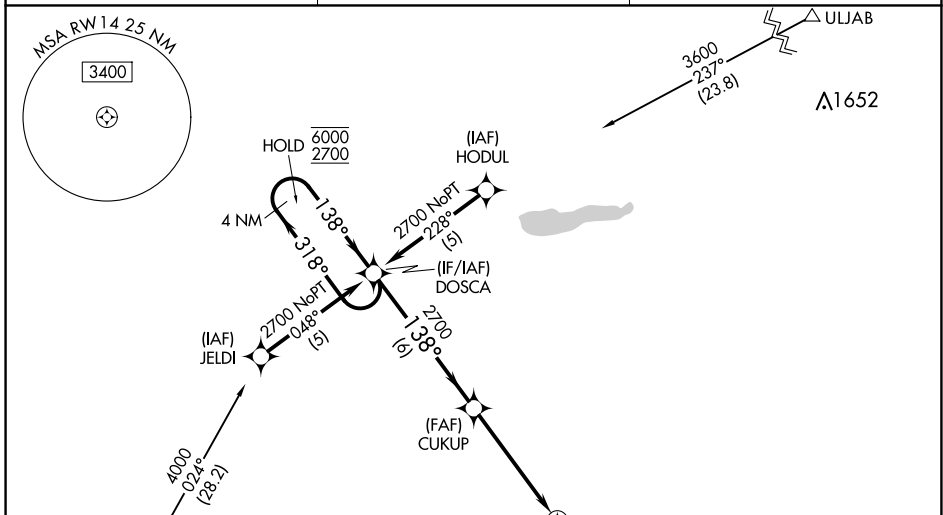 MSA RW14 25 NM
3400
ULJAB
3600
237°
(23.8)
1652
HOLD
6000
2700
(IAF)
HODUL
4 NM
138°
318°
2700 NoPT
228°
(5)
(IF/IAF)
DOSCA
2700 NoPT
048°
(5)
(IAF)
JELDI
2700
138°
(6)
(FAF)
CUKUP
4000
024°
(28.2)